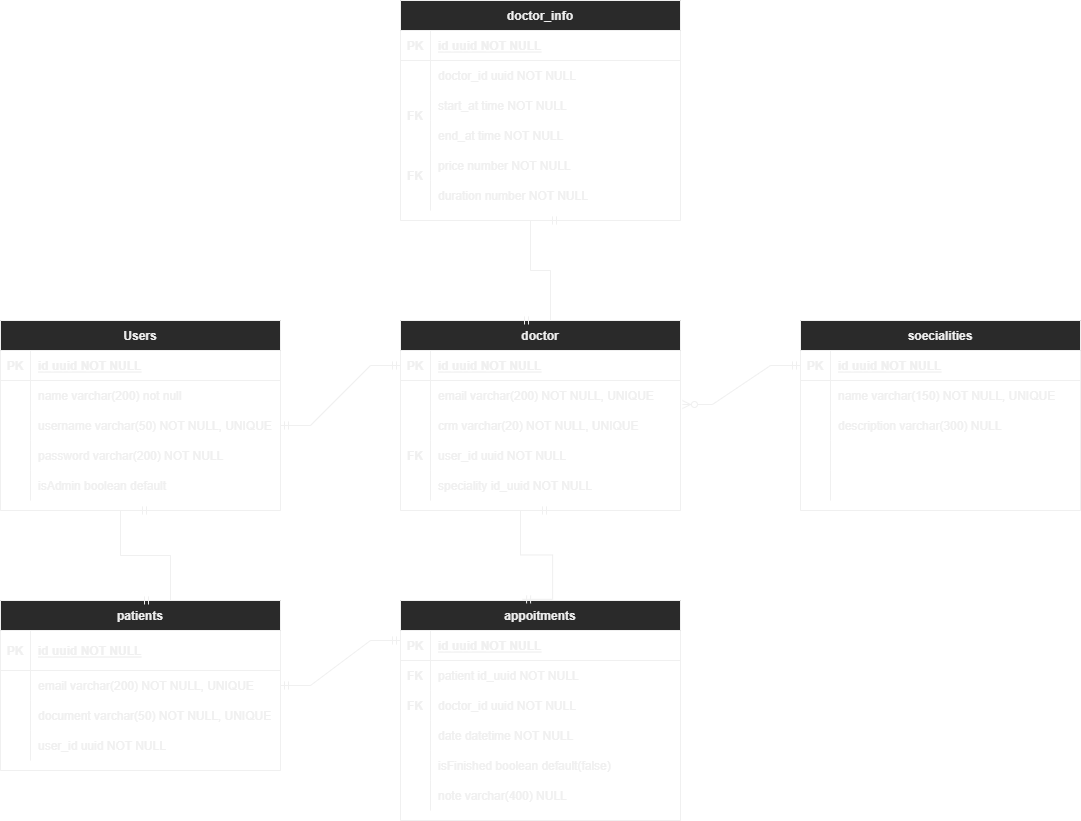 doctor_info
PK id uuid NOT NULL
doctor_id uuid NOT NULL
start_at time NOT NULL
FK
end_at time NOT NULL
price number NOT NULL
FK
duration number NOT NULL
Users
PK id uuid NOT NULL
name varchar(200) not null
username varchar(50) NOT NULL, UNIQUE
password varchar(200) NOT NULL
isAdmin boolean default
doctor
PK id uuid NOT NULL
email varchar(200) NOT NULL, UNIQUE
crm varchar(20) NOT NULL, UNIQUE
FK user_id uuid NOT NULL
speciality id_uuid NOT NULL
socialities
PK id uuid NOT NULL
name varchar(150) NOT NULL, UNIQUE
description varchar(300) NULL
patients
PK id uuid NOT NULL
email varchar(200) NOT NULL, UNIQUE
document varchar(50) NOT NULL, UNIQUE
user_id uuid NOT NULL
appoitments
PK id uuid NOT NULL
FK patient id_uuid NOT NULL
FK doctor_id uuid NOT NULL
date datetime NOT NULL
isFinished boolean default(false)
note varchar(400) NULL